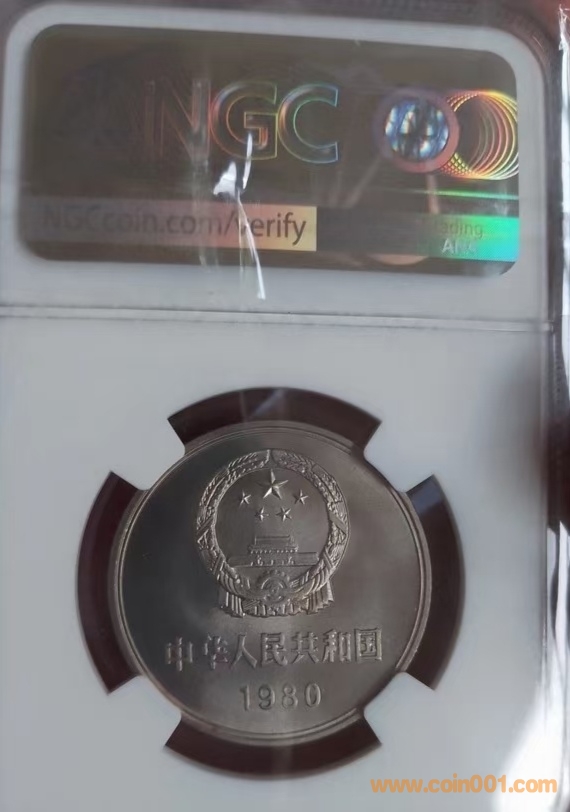 NGC
NGCcoin.com/verify
中华人民共和国
1980
www.coin001.com